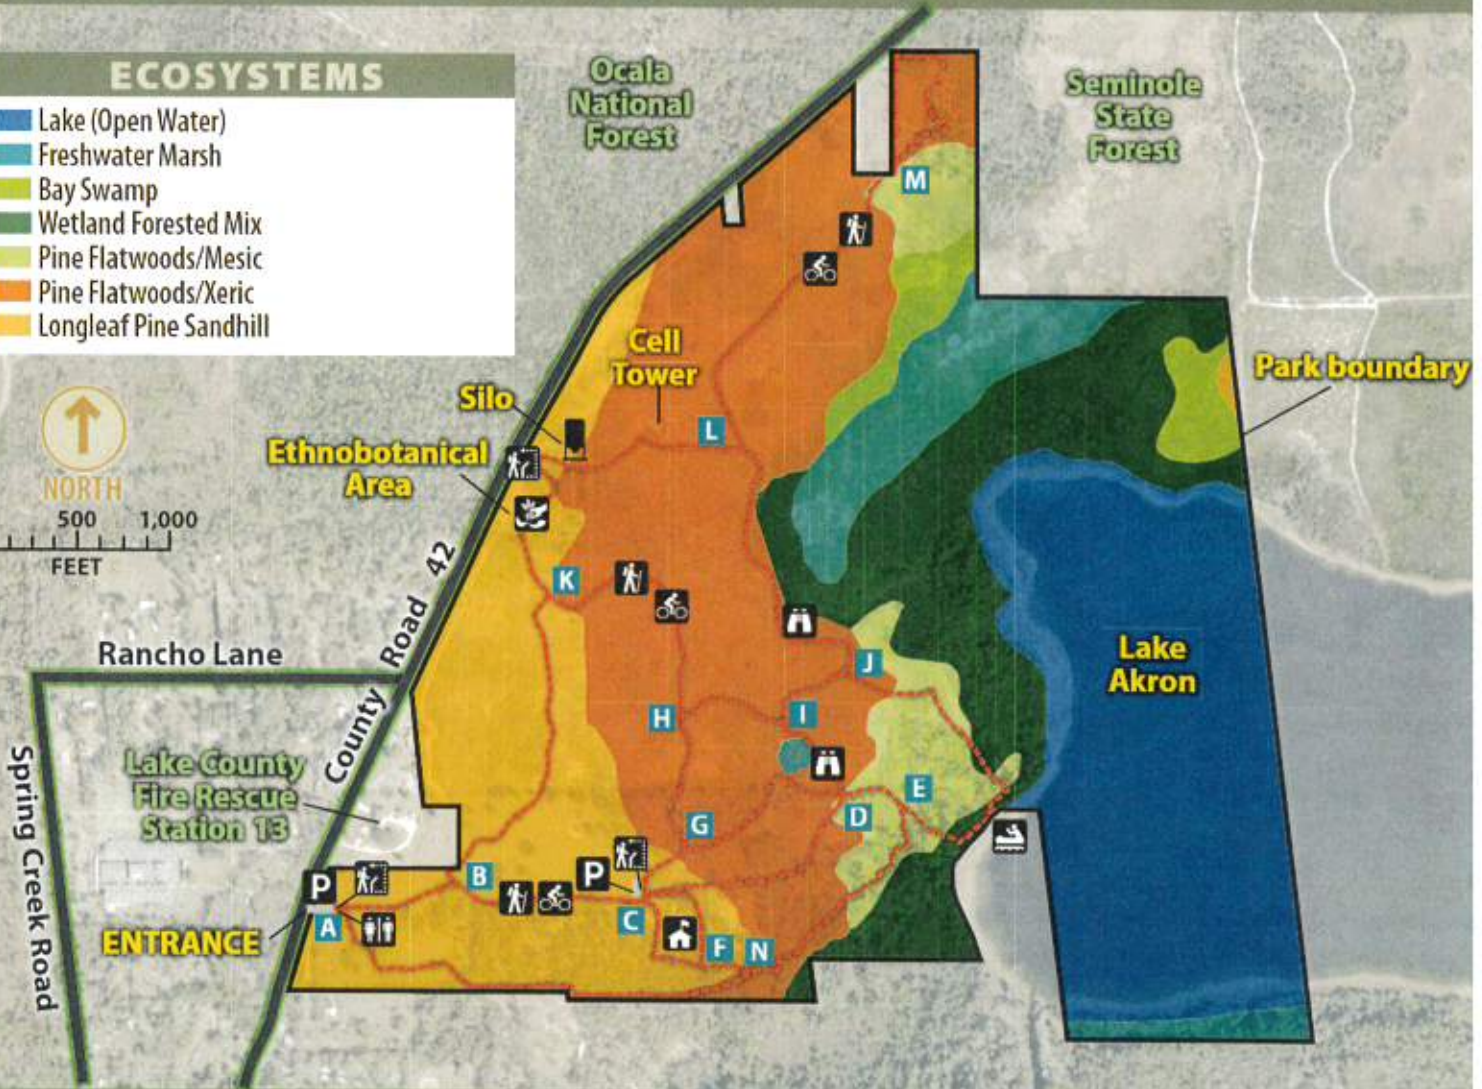 ECOSYSTEMS
Lake (Open Water)
Freshwater Marsh
Bay Swamp
Wetland Forested Mix
Pine Flatwoods/Mesic
Pine Flatwoods/Xeric
Longleaf Pine Sandhill
Ocala
National
Forest
Seminole
State
Forest
M
Cell
Tower
Park boundary
Silo
L
Ethnobotanical
Area
NORTH
500 1,000
FEET
K
County Road 42
Rancho Lane
J
Lake
Akron
H
I
Spring Creek Road
Lake County
Fire Rescue
Station 13
E
D
G
P
P
B
A
C
F
N
ENTRANCE